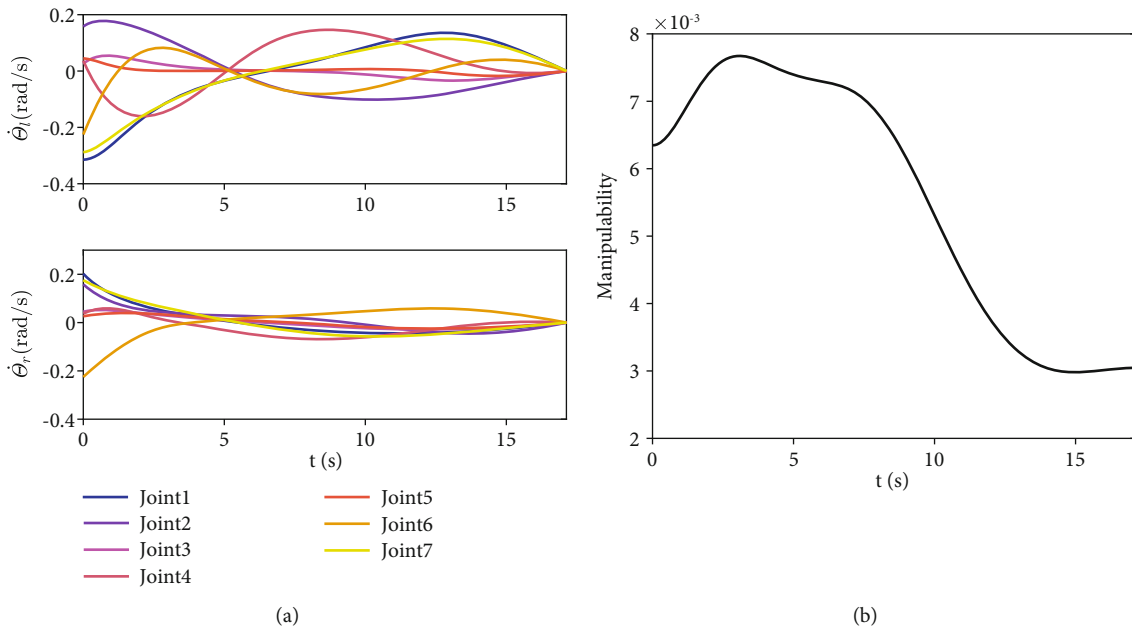 0.2
0
-0.2
-0.4
Θ̇l(rad/s)
0 5 10 15
0.2
0
-0.2
-0.4
Θ̇r(rad/s)
0 5 10 15
t (s)
Joint1
Joint2
Joint3
Joint4
Joint5
Joint6
Joint7
(a)
×10-3
8
7
6
5
4
3
2
Manipulability
0 5 10 15
t (s)
(b)